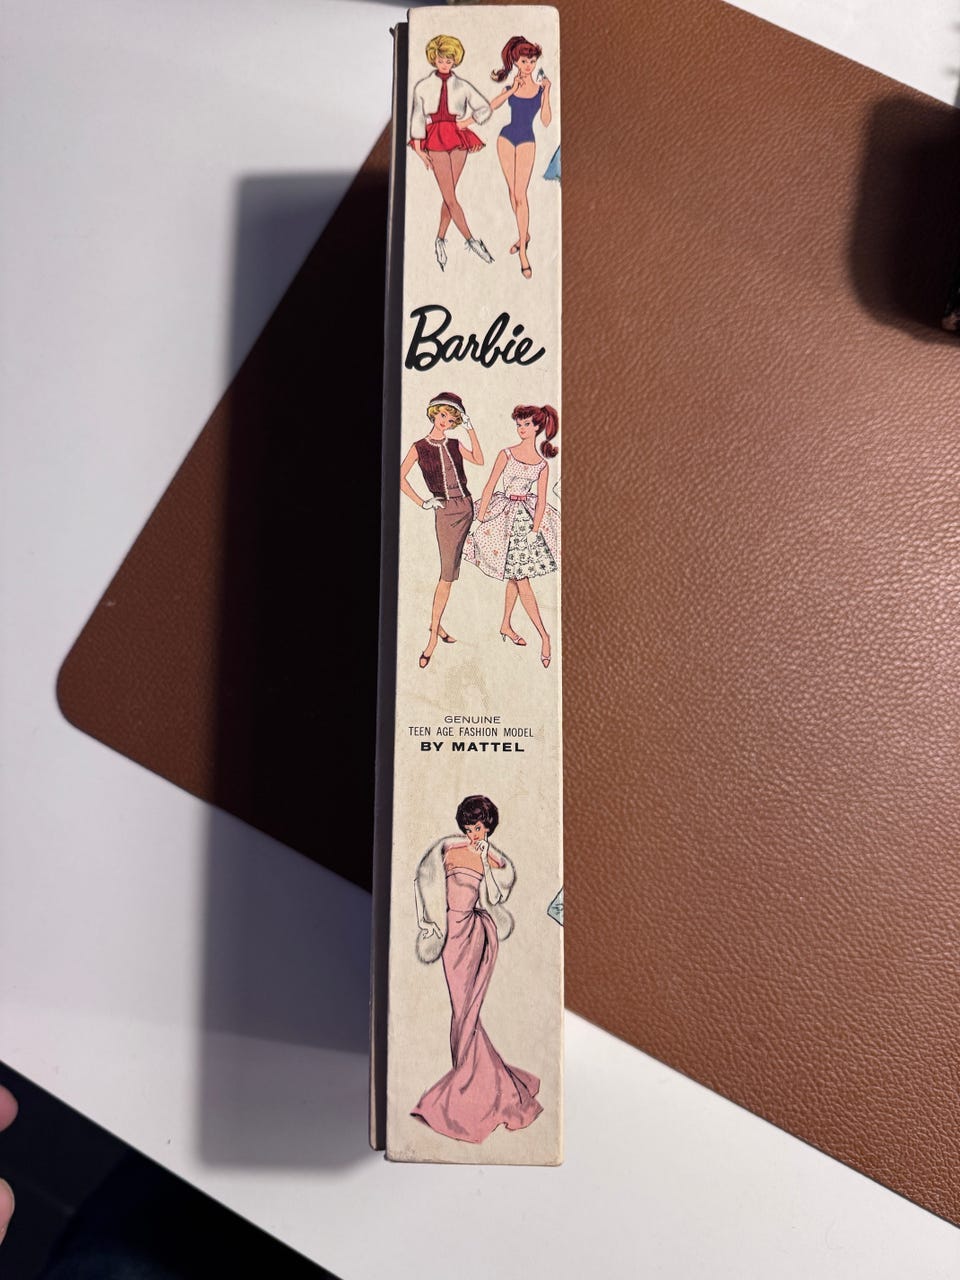 Barbie
GENUINE
TEEN AGE FASHION MODEL
BY MATTEL